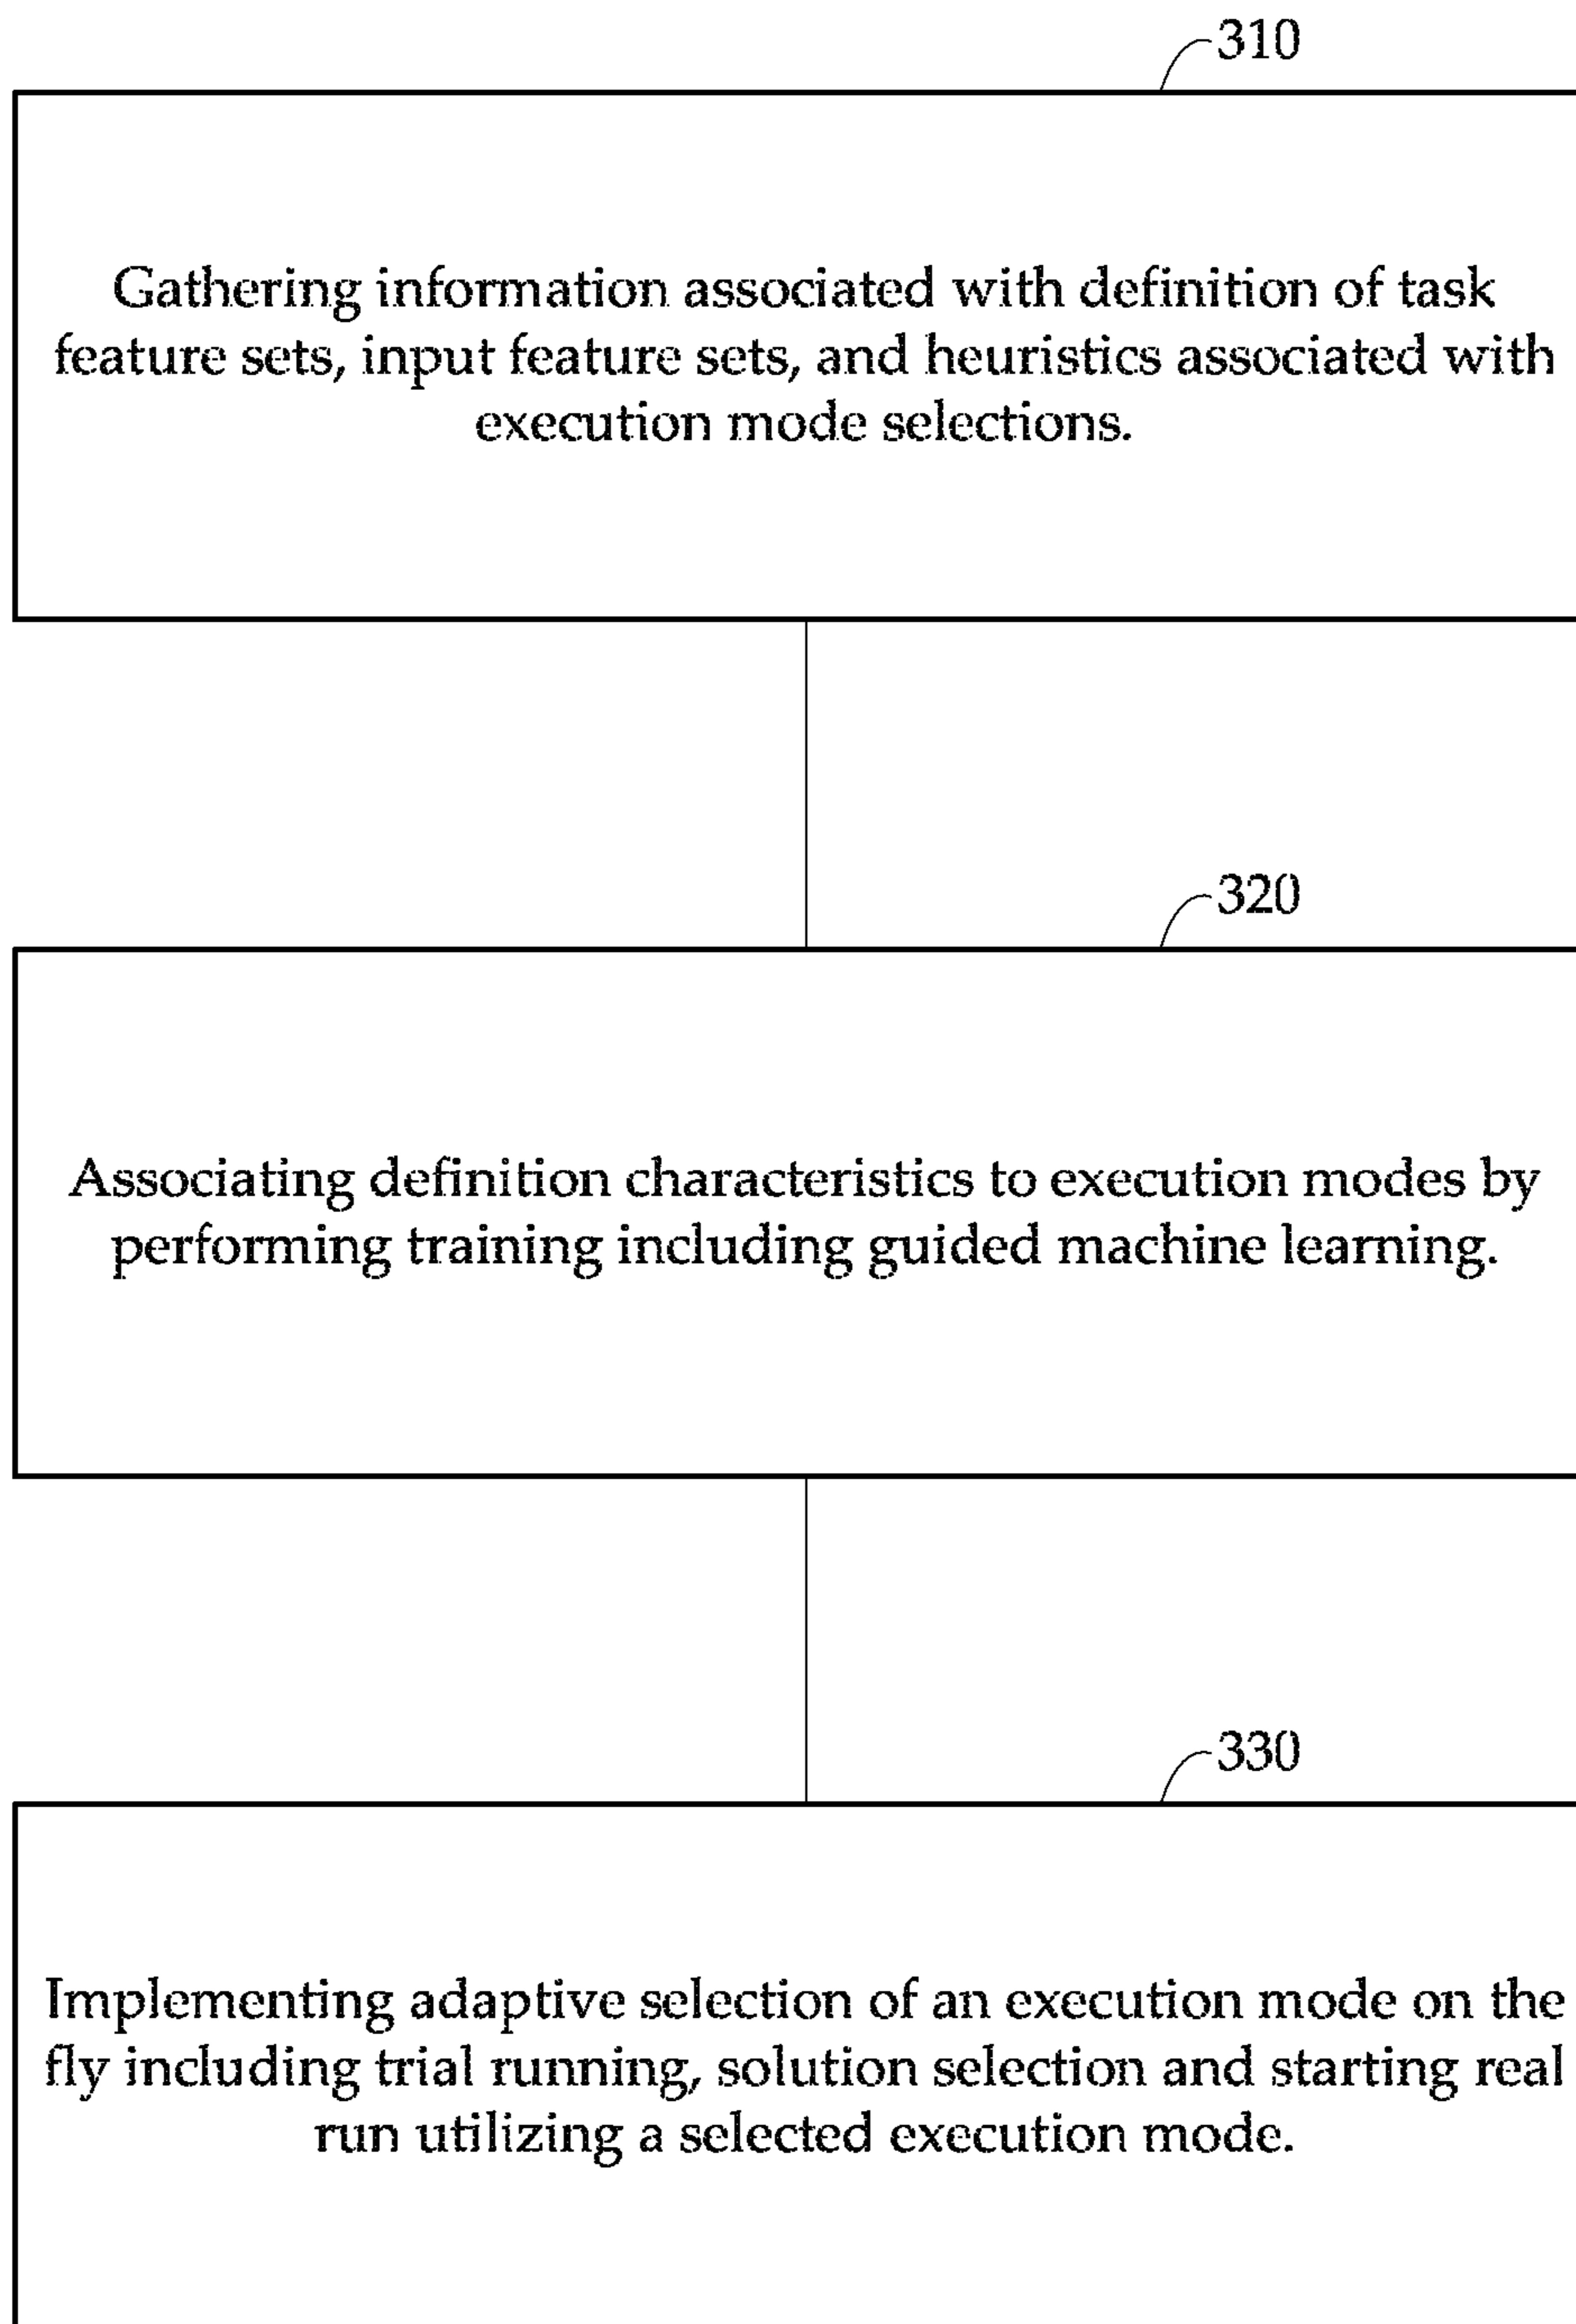 310
Gathering information associated with definition of task
feature sets, input feature sets, and heuristics associated with
execution mode selections.
320
Associating definition characteristics to execution modes by
performing training including guided machine learning.
330
Implementing adaptive selection of an execution mode on the
fly including trial running, solution selection and starting real
run utilizing a selected execution mode.